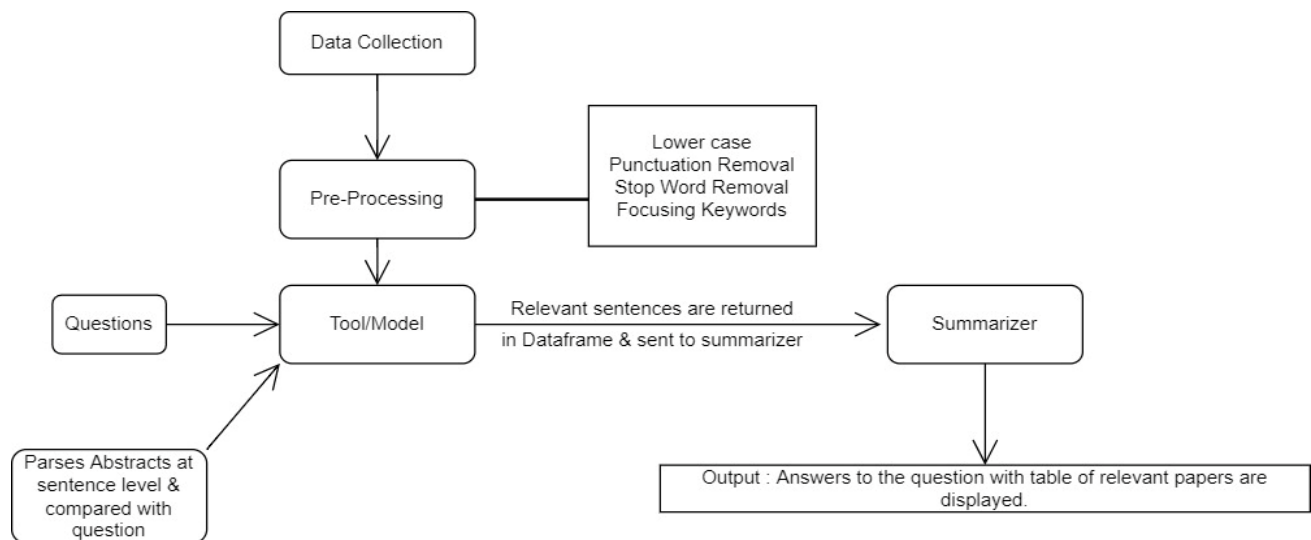 Data Collection
Lower case
Punctuation Removal
Stop Word Removal
Focusing Keywords
Pre-Processing
Questions
Tool/Model
Relevant sentences are returned
in Dataframe & sent to summarizer
Summarizer
Parses Abstracts at
sentence level &
compared with
question
Output : Answers to the question with table of relevant papers are
displayed.